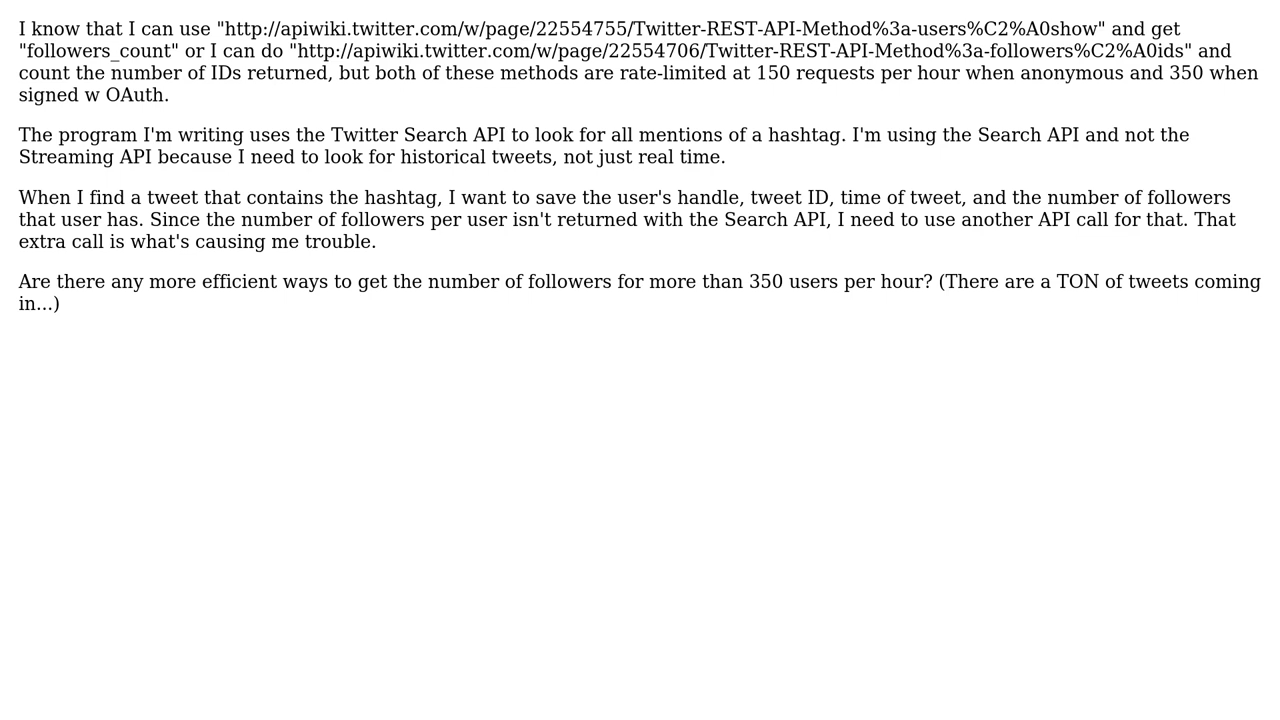 I know that I can use "http://apiwiki.twitter.com/w/page/22554755/Twitter-REST-API-Method%3a-users%C2%A0show" and get
"followers_count" or I can do "http://apiwiki.twitter.com/w/page/22554706/Twitter-REST-API-Method%3a-followers%C2%A0ids" and
count the number of IDs returned, but both of these methods are rate-limited at 150 requests per hour when anonymous and 350 when
signed w OAuth.
The program I'm writing uses the Twitter Search API to look for all mentions of a hashtag. I'm using the Search API and not the
Streaming API because I need to look for historical tweets, not just real time.
When I find a tweet that contains the hashtag, I want to save the user's handle, tweet ID, time of tweet, and the number of followers
that user has. Since the number of followers per user isn't returned with the Search API, I need to use another API call for that. That
extra call is what's causing me trouble.
Are there any more efficient ways to get the number of followers for more than 350 users per hour? (There are a TON of tweets coming
in...)